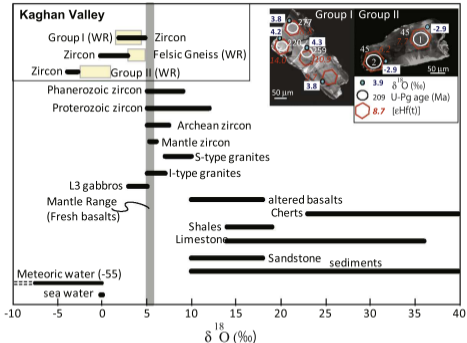 Kaghan Valley
Group I (WR) Zircon
Zircon Felsic Gneiss (WR)
Zircon Group II (WR)
Phanerozoic zircon
Proterozoic zircon
Archean zircon
Mantle zircon
S-type granites
I-type granites
L3 gabbros
Mantle Range
(Fresh basalts)
altered basalts
Cherts
Shales
Limestone
Sandstone
sediments
Meteoric water (-55)
sea water
-10 -5 0 5 10 15 20 25 30 35 40
δ18O (‰)
Group I
3.8
4.2
4.3
3.8
50 µm
Group II
-2.9
45
1
45
2
-2.9
50 µm
3.9 δ18O (‰)
209 U-Pg age (Ma)
8.7 [εHf(t)]